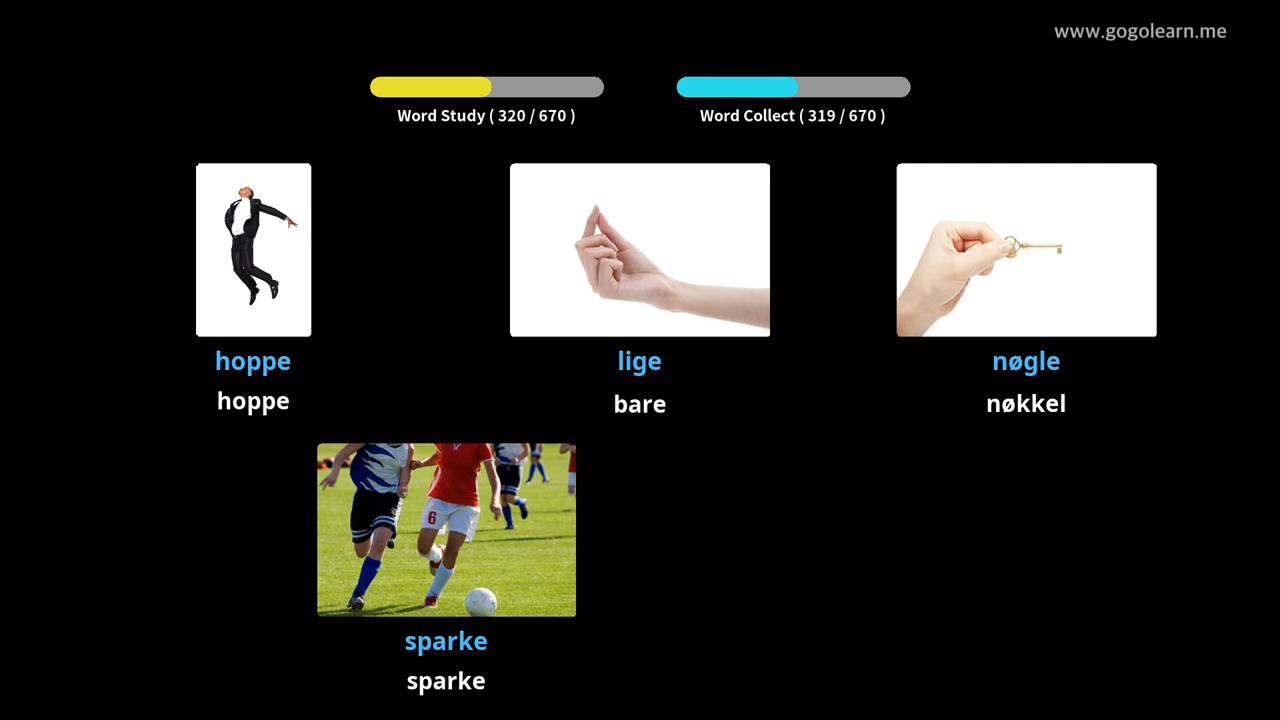 www.gogolearn.me
Word Study ( 320 / 670 )
Word Collect ( 319 / 670 )
hoppe
hoppe
lige
bare
nøgle
nøkkel
6
sparke
sparke